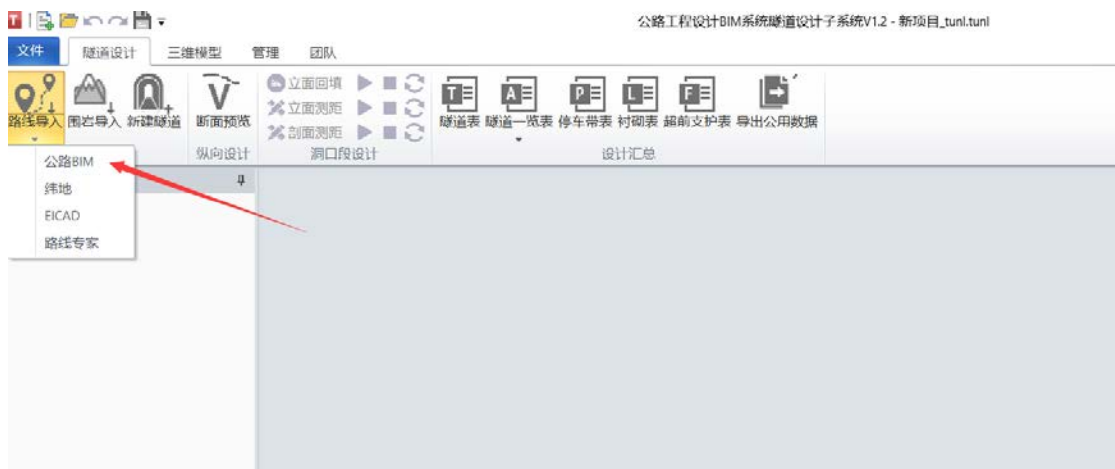 公路工程设计BIM系统隧道设计子系统V1.2 - 新项目_tunl.tunl
文件 隧道设计 三维模型 管理 团队
路线导入 围岩导入 新建隧道 断面预览 立面回填 立面测距 剖面测距 隧道表 隧道一览表 停车带表 衬砌表 超前支护表 导出公用数据
纵向设计 洞口段设计 设计汇总
公路BIM
纬地
EICAD
路线专家